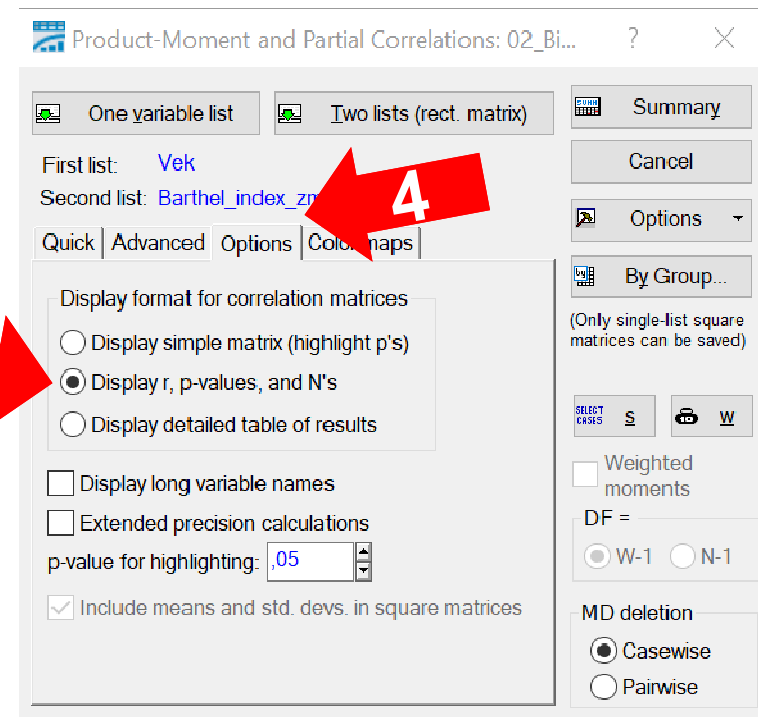 Product-Moment and Partial Correlations: 02_Bi... ?
One variable list
Two lists (rect. matrix)
Summary
First list: Vek
Cancel
Second list:
4
Options
Quick Advanced Options
By Group...
Display format for correlation matrices
(Only single-list square
matrices can be saved)
Display simple matrix (highlight p's)
Display r, p-values, and N's
Display detailed table of results
SELECT
CASES S W
Weighted
moments
Display long variable names
Extended precision calculations
DF =
p-value for highlighting: ,05
W-1 N-1
Include means and std. devs. in square matrices
MD deletion
Casewise
Pairwise